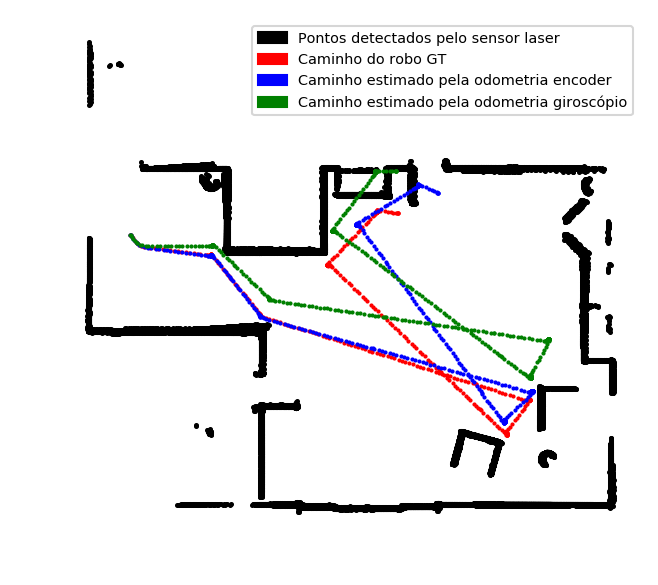 Pontos detectados pelo sensor laser
Caminho do robo GT
Caminho estimado pela odometria encoder
Caminho estimado pela odometria giroscópio